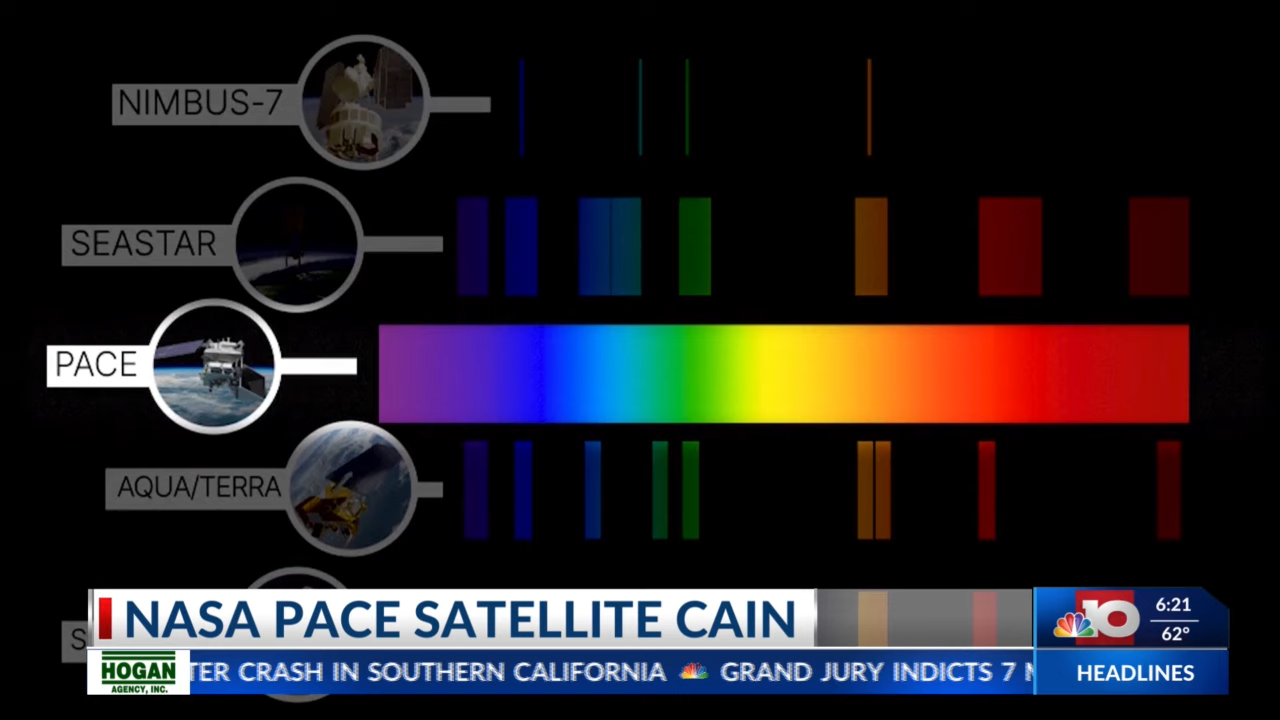 NIMBUS-7
SEASTAR
PACE
AQUA/TERRA
S
NASA PACE SATELLITE CAIN
10
6:21
62°
HOGAN
AGENCY, INC.
TER CRASH IN SOUTHERN CALIFORNIA GRAND JURY INDICTS 7
HEADLINES